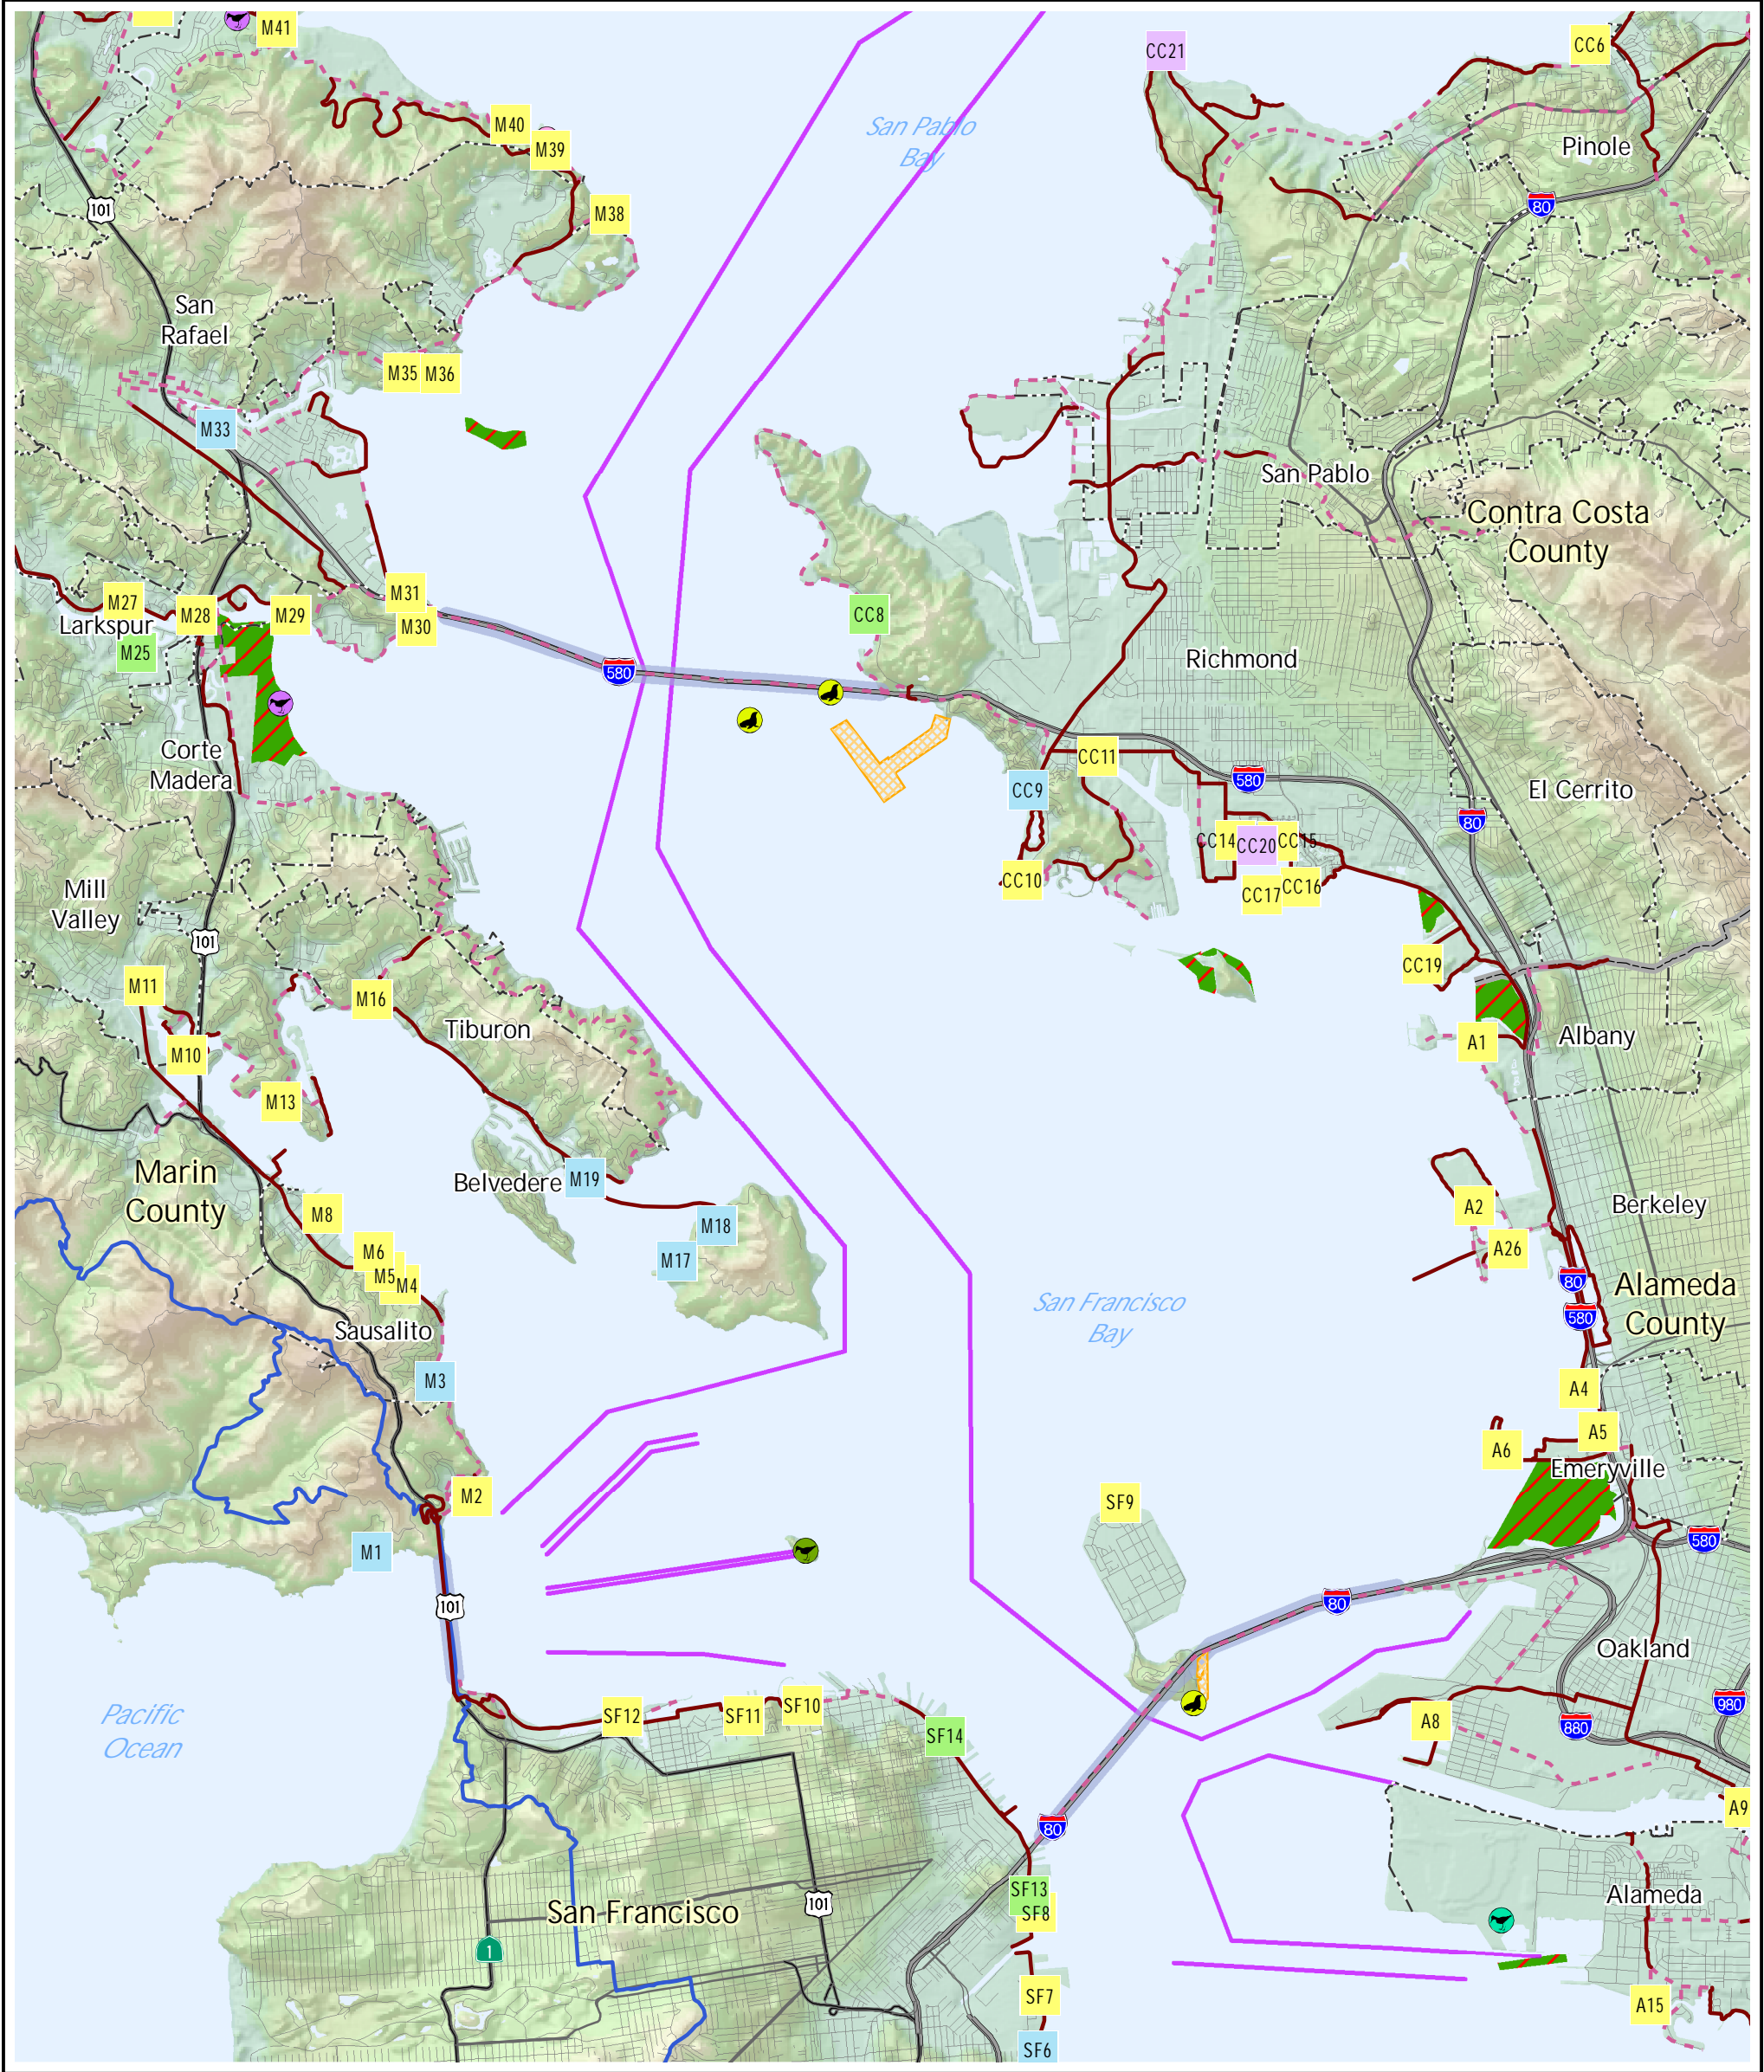 M41
CC21
CC6
San Pablo
Bay
M40
M39
Pinole
101
80
M38
San
Rafael
M35
M36
M33
San Pablo
Contra Costa
County
M27
M28
M29
M31
M30
Larkspur
M25
CC8
580
Richmond
Corte
Madera
CC11
580
CC9
El Cerrito
80
CC14
CC20
CC15
CC10
CC17
CC16
Mill
Valley
101
CC19
M11
M16
Tiburon
A1
Albany
M10
M13
Marin
County
Belvedere
M19
M18
M17
A2
A26
Berkeley
M8
M6
M5
M4
80
580
Alameda
County
San Francisco
Bay
Sausalito
M3
A4
A5
A6
Emeryville
M2
SF9
M1
580
101
80
Oakland
Pacific
Ocean
SF12
SF11
SF10
SF14
A8
880
980
A9
80
SF13
SF8
San Francisco
101
Alameda
1
SF7
A15
SF6